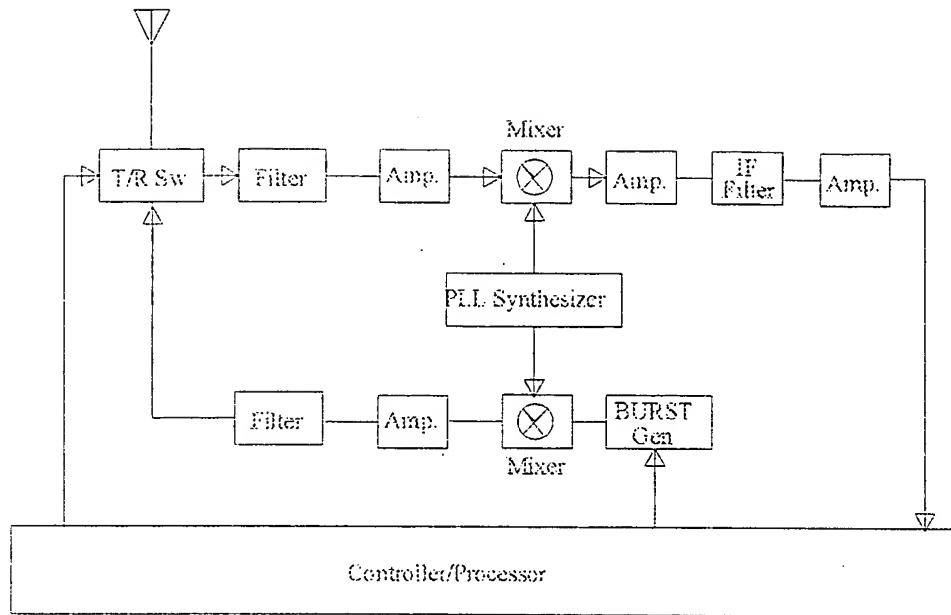 Mixer
T/R Sw
Filter
Amp.
Amp.
IF
Filter
Amp.
PLL Synthesizer
Filter
Amp.
BURST
Gen
Mixer
Controller/Processor